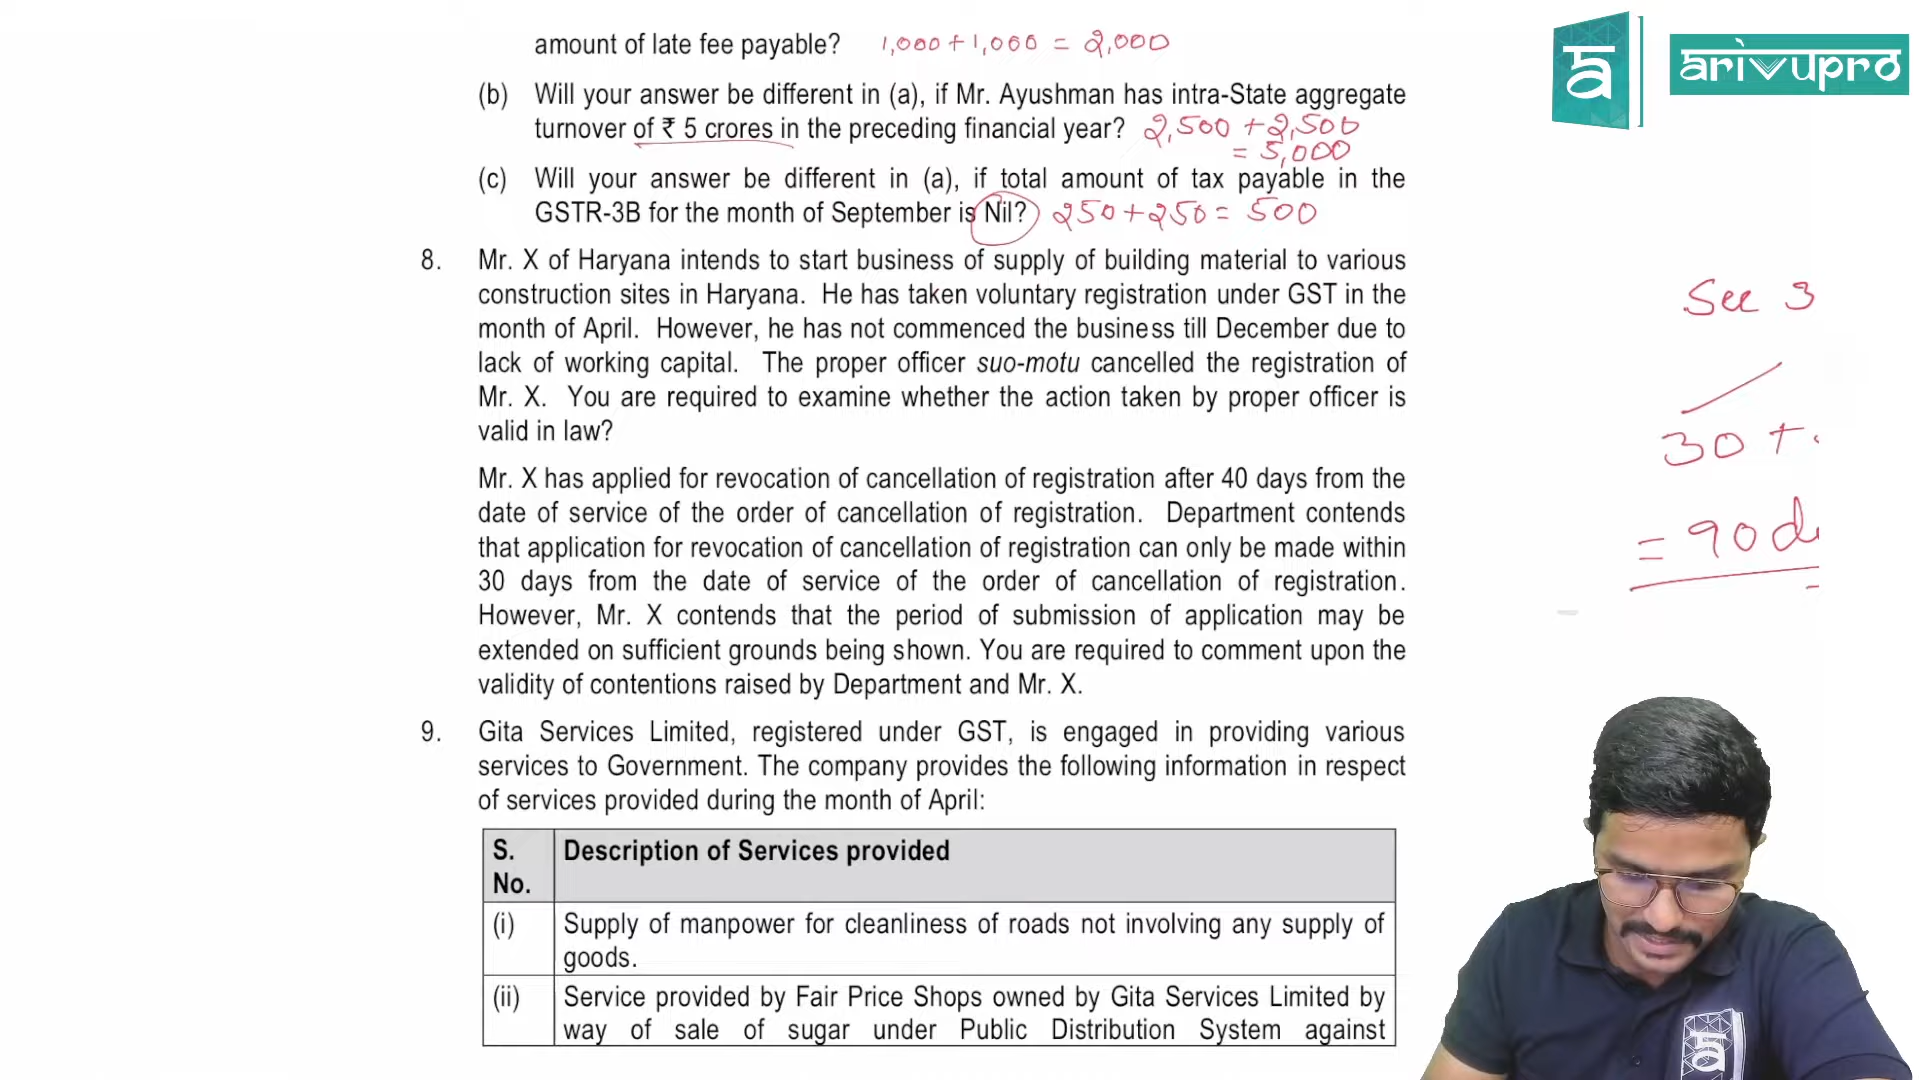 amount of late fee payable? 1,000 + 1,000 = 2,000
(b) Will your answer be different in (a), if Mr. Ayushman has intra-State aggregate
turnover of ₹ 5 crores in the preceding financial year? 2,500 + 2,500
= 5,000
(c) Will your answer be different in (a), if total amount of tax payable in the
GSTR-3B for the month of September is Nil? 250 + 250 = 500
8. Mr. X of Haryana intends to start business of supply of building material to various
construction sites in Haryana. He has taken voluntary registration under GST in the
month of April. However, he has not commenced the business till December due to
lack of working capital. The proper officer suo-motu cancelled the registration of
Mr. X. You are required to examine whether the action taken by proper officer is
valid in law?
Mr. X has applied for revocation of cancellation of registration after 40 days from the
date of service of the order of cancellation of registration. Department contends
that application for revocation of cancellation of registration can only be made within
30 days from the date of service of the order of cancellation of registration.
However, Mr. X contends that the period of submission of application may be
extended on sufficient grounds being shown. You are required to comment upon the
validity of contentions raised by Department and Mr. X.
9. Gita Services Limited, registered under GST, is engaged in providing various
services to Government. The company provides the following information in respect
of services provided during the month of April:
S. No. Description of Services provided
(i) Supply of manpower for cleanliness of roads not involving any supply of
goods.
(ii) Service provided by Fair Price Shops owned by Gita Services Limited by
way of sale of sugar under Public Distribution System against
arivupro
See 3
30 +
= 90 d